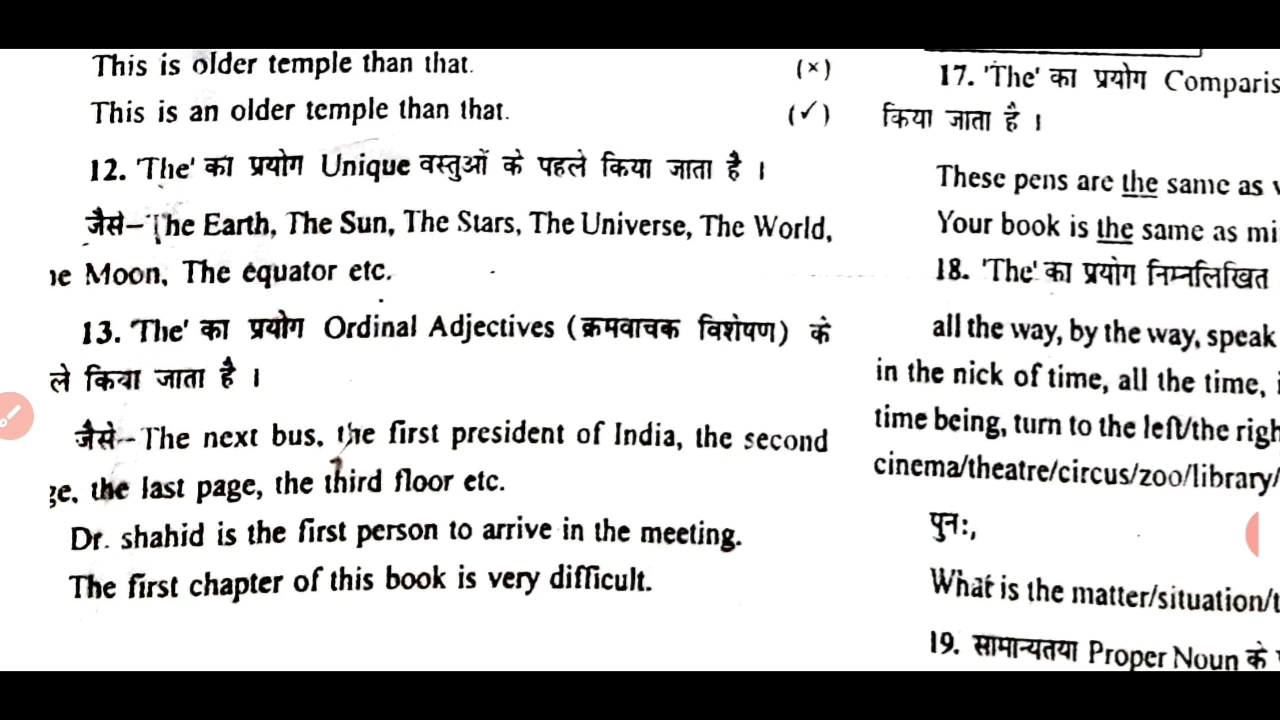 This is older temple than that. (×)
This is an older temple than that. (✓)
12. 'The' का प्रयोग Unique वस्तुओं के पहले किया जाता है ।
जैसे–The Earth, The Sun, The Stars, The Universe, The World,
Moon, The equator etc.
13. 'The' का प्रयोग Ordinal Adjectives (क्रमवाचक विशेषण) के
ले किया जाता है ।
जैसे–The next bus, the first president of India, the second
the last page, the third floor etc.
Dr. shahid is the first person to arrive in the meeting.
The first chapter of this book is very difficult.
17. 'The' का प्रयोग Comparis
किया जाता है ।
These pens are the same as
Your book is the same as mi
18. 'The' का प्रयोग निम्नलिखित
all the way, by the way, speak
in the nick of time, all the time,
time being, turn to the left/the righ
cinema/theatre/circus/zoo/library/
पुनः,
What is the matter/situation/t
19. सामान्यतया Proper Noun के